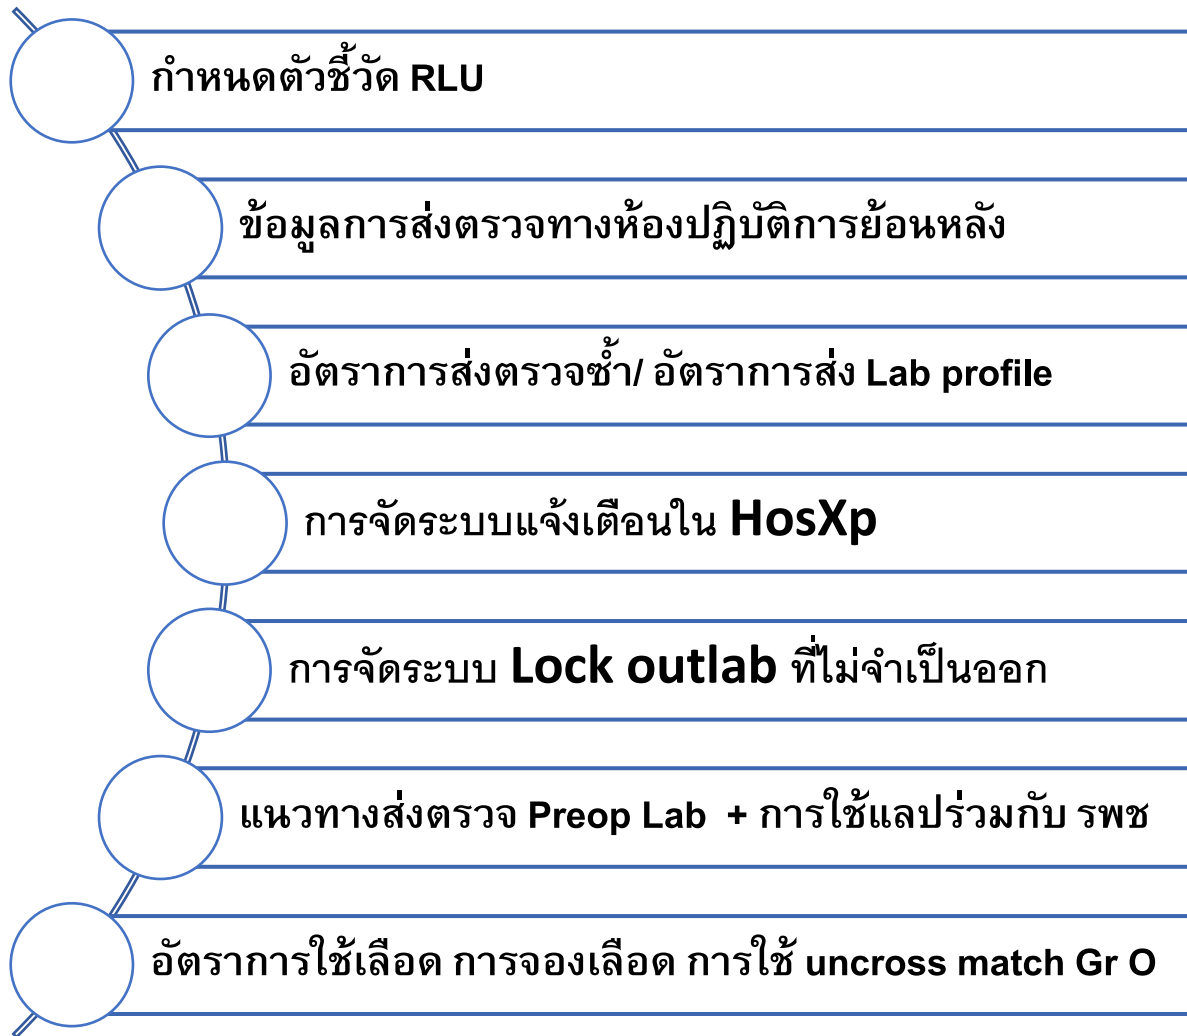 กำหนดตัวชี้วัด RLU
ข้อมูลการส่งตรวจทางห้องปฏิบัติการย้อนหลัง
อัตราการส่งตรวจซ้ำ/ อัตราการส่ง Lab profile
การจัดระบบแจ้งเตือนใน HosXp
การจัดระบบ Lock outlab ที่ไม่จำเป็นออก
แนวทางส่งตรวจ Preop Lab + การใช้แลปร่วมกับ รพช
อัตราการใช้เลือด การจองเลือด การใช้ uncross match Gr O